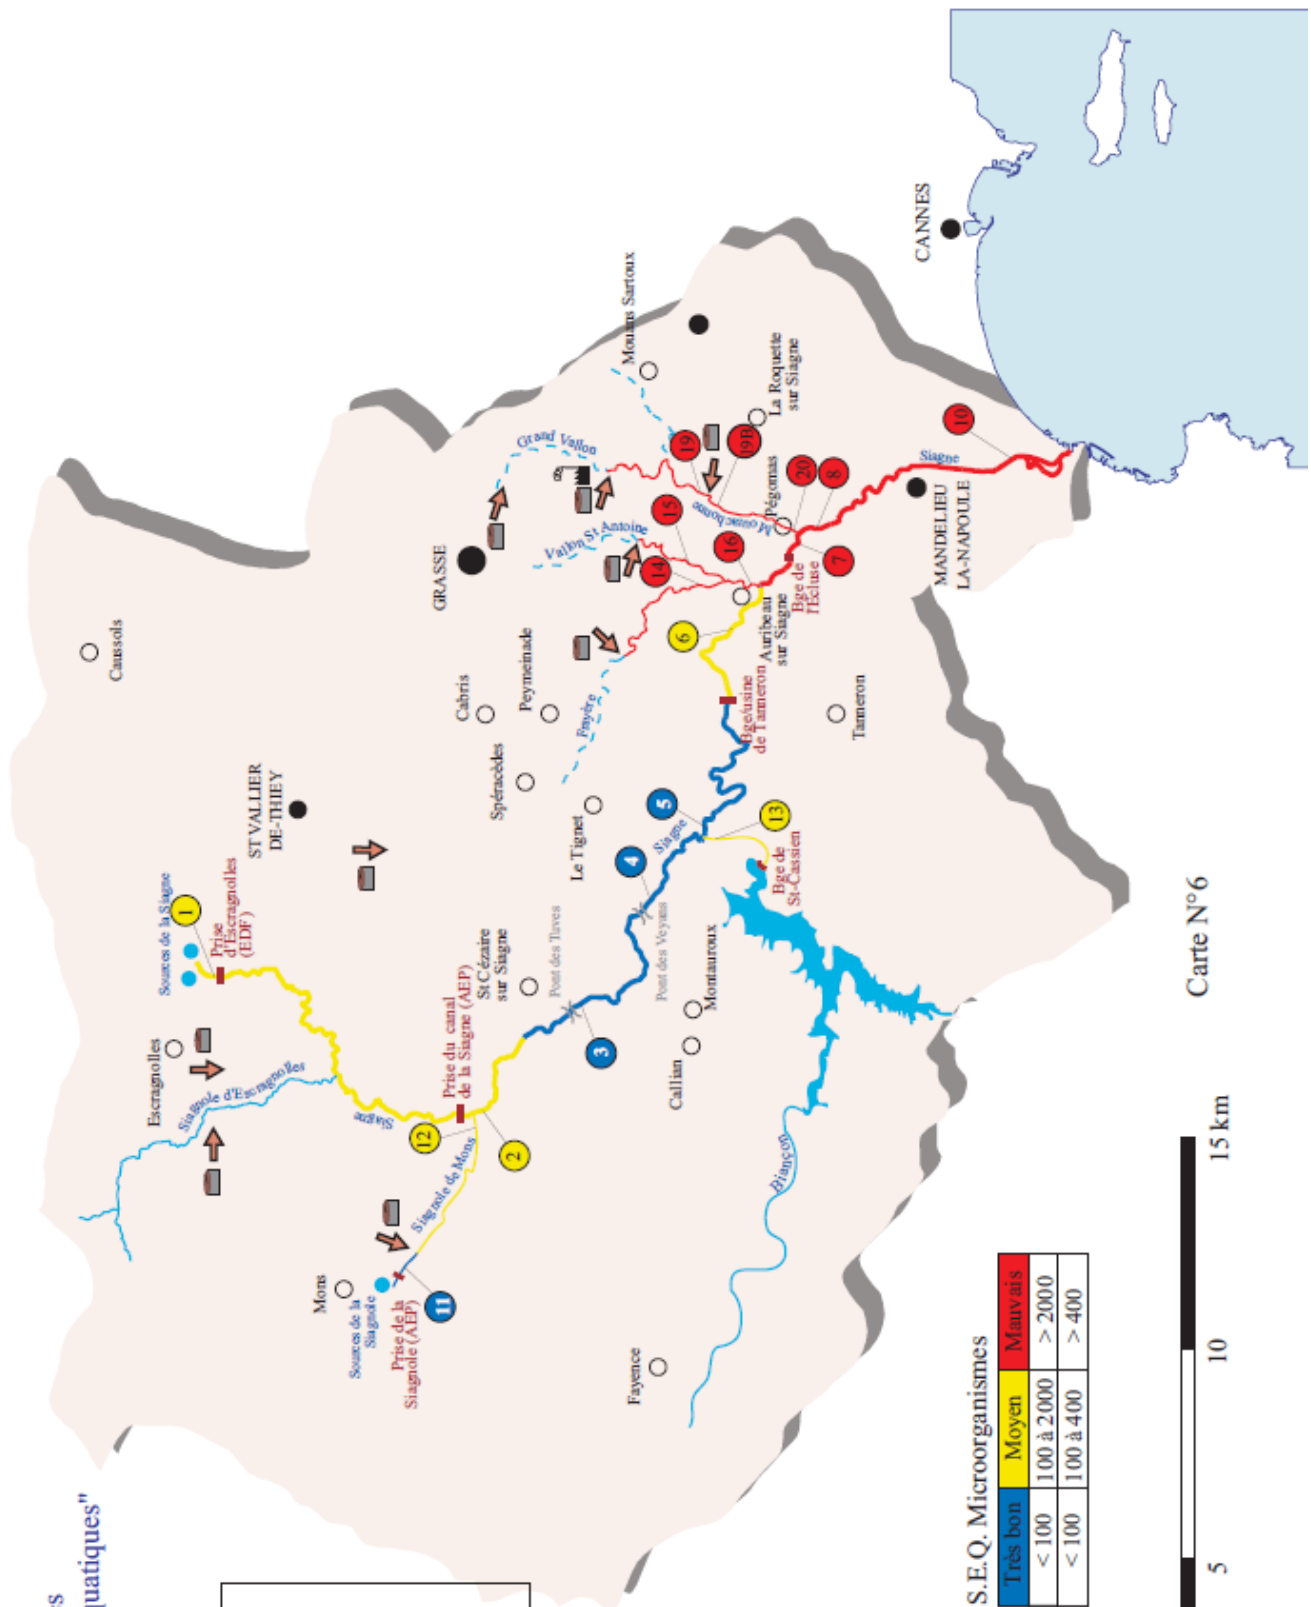 es
quatiques"
Caussols
ST VALLIER
DE-THIEY
Sources de la Siagne
1
Prise
d'Escragnolles
(EDF)
Escragnolles
Siagnole d'Escragnolles
Siagne
Cabris
Peymeinade
Spéracèdes
Le Tignet
GRASSE
Grand Vallon
Vallon St Antoine
Frayère
Mouans Sartoux
La Roquette
sur Siagne
CANNES
19
19B
15
14
16
Mourachonne
Pégomas
20
8
7
Siagne
10
MANDELIEU
LA-NAPOULE
Bge de
l'Ecluse
Auribeau
sur Siagne
6
Bge/usine
de Tanneron
Tanneron
5
Siagne
4
13
Bge de
St-Cassien
Pont des Tuves
Pont des Veyans
St Cézaire
sur Siagne
Prise du canal
de la Siagne (AEP)
3
Montauroux
Callian
12
2
Siagnole de Mons
Mons
Sources de la
Siagnole
Prise de la
Siagnole (AEP)
11
Biançon
Fayence
Carte N°6
S.E.Q. Microorganismes
Très bon Moyen Mauvais
< 100 100 à 2000 > 2000
< 100 100 à 400 > 400
5 10 15 km